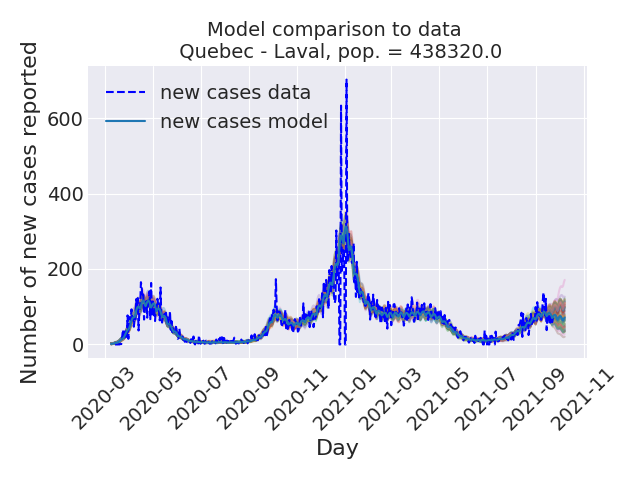 Model comparison to data
Quebec - Laval, pop. = 438320.0
Number of new cases reported
600
400
200
0
new cases data
new cases model
2020-03
2020-05
2020-07
2020-09
2020-11
2021-01
2021-03
2021-05
2021-07
2021-09
2021-11
Day